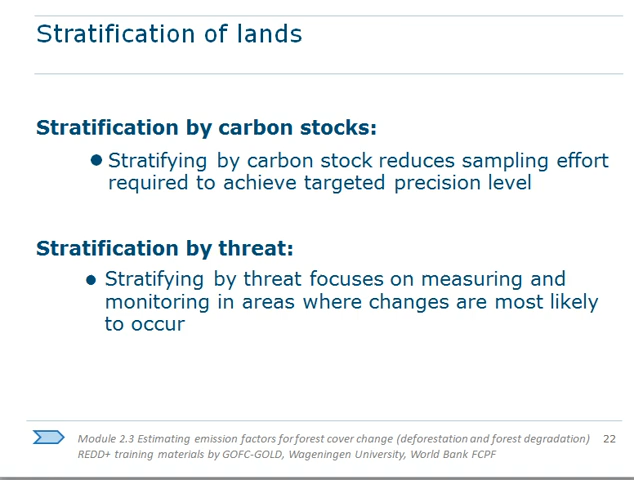 Stratification of lands
Stratification by carbon stocks:
● Stratifying by carbon stock reduces sampling effort
required to achieve targeted precision level
Stratification by threat:
● Stratifying by threat focuses on measuring and
monitoring in areas where changes are most likely
to occur
Module 2.3 Estimating emission factors for forest cover change (deforestation and forest degradation) 22
REDD+ training materials by GOFC-GOLD, Wageningen University, World Bank FCPF